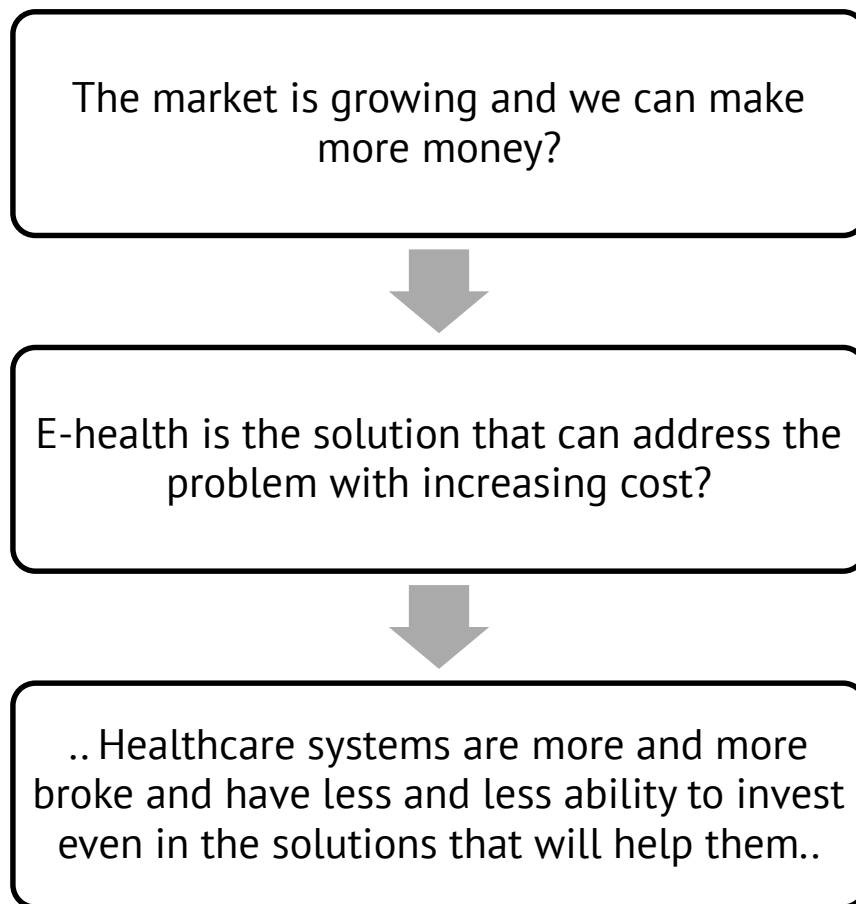 The market is growing and we can make
more money?
E-health is the solution that can address the
problem with increasing cost?
.. Healthcare systems are more and more
broke and have less and less ability to invest
even in the solutions that will help them..